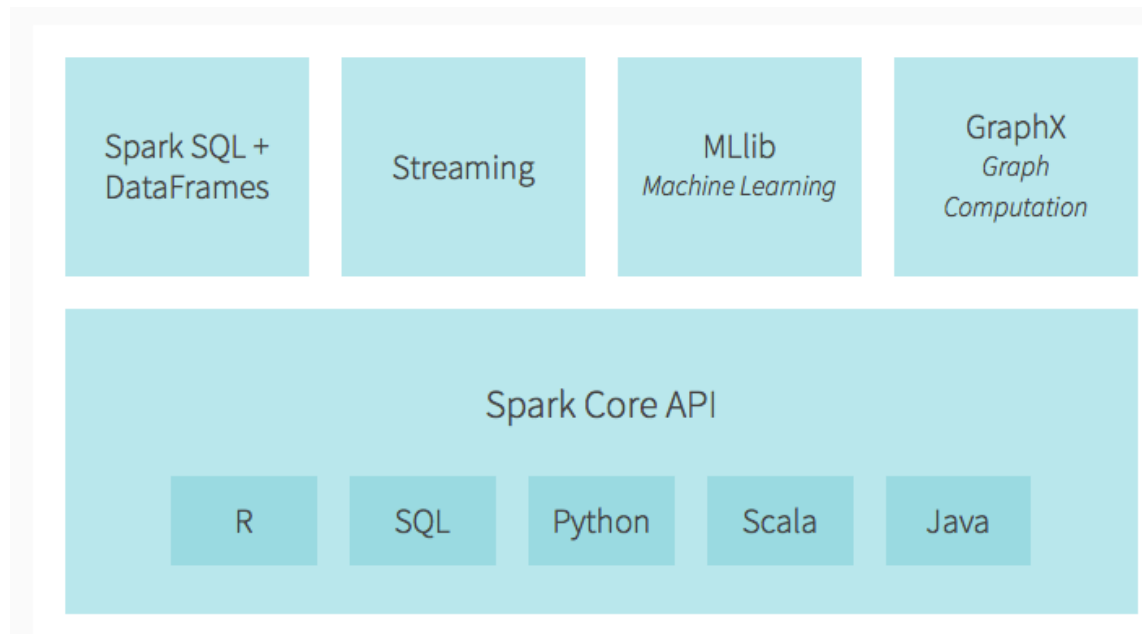 Spark SQL +
DataFrames
Streaming
MLlib
Machine Learning
GraphX
Graph
Computation
Spark Core API
R
SQL
Python
Scala
Java